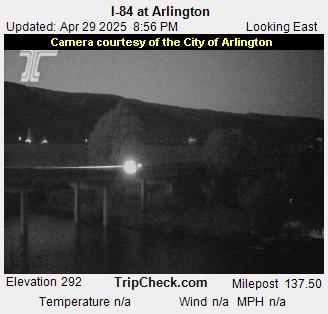 I-84 at Arlington
Updated: Apr 29 2025 8:56 PM Looking East
Camera courtesy of the City of Arlington
Elevation 292 TripCheck.com Milepost 137.50
Temperature n/a Wind n/a MPH n/a